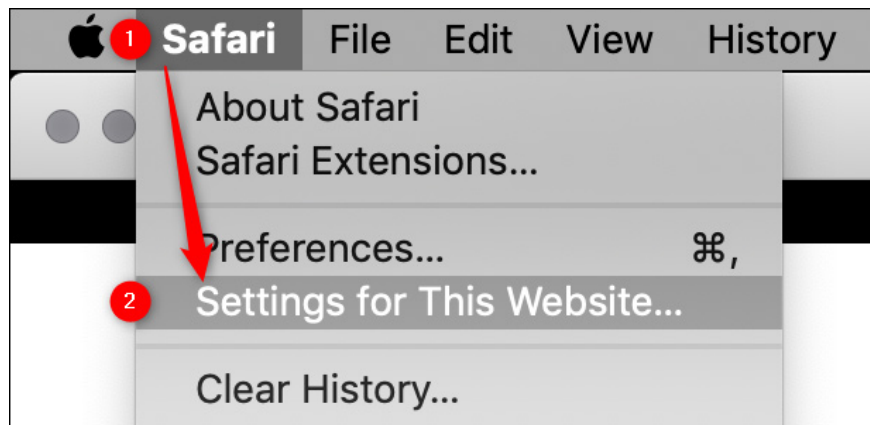 1 Safari File Edit View History
About Safari
Safari Extensions...
Preferences... ⌘,
2 Settings for This Website...
Clear History...